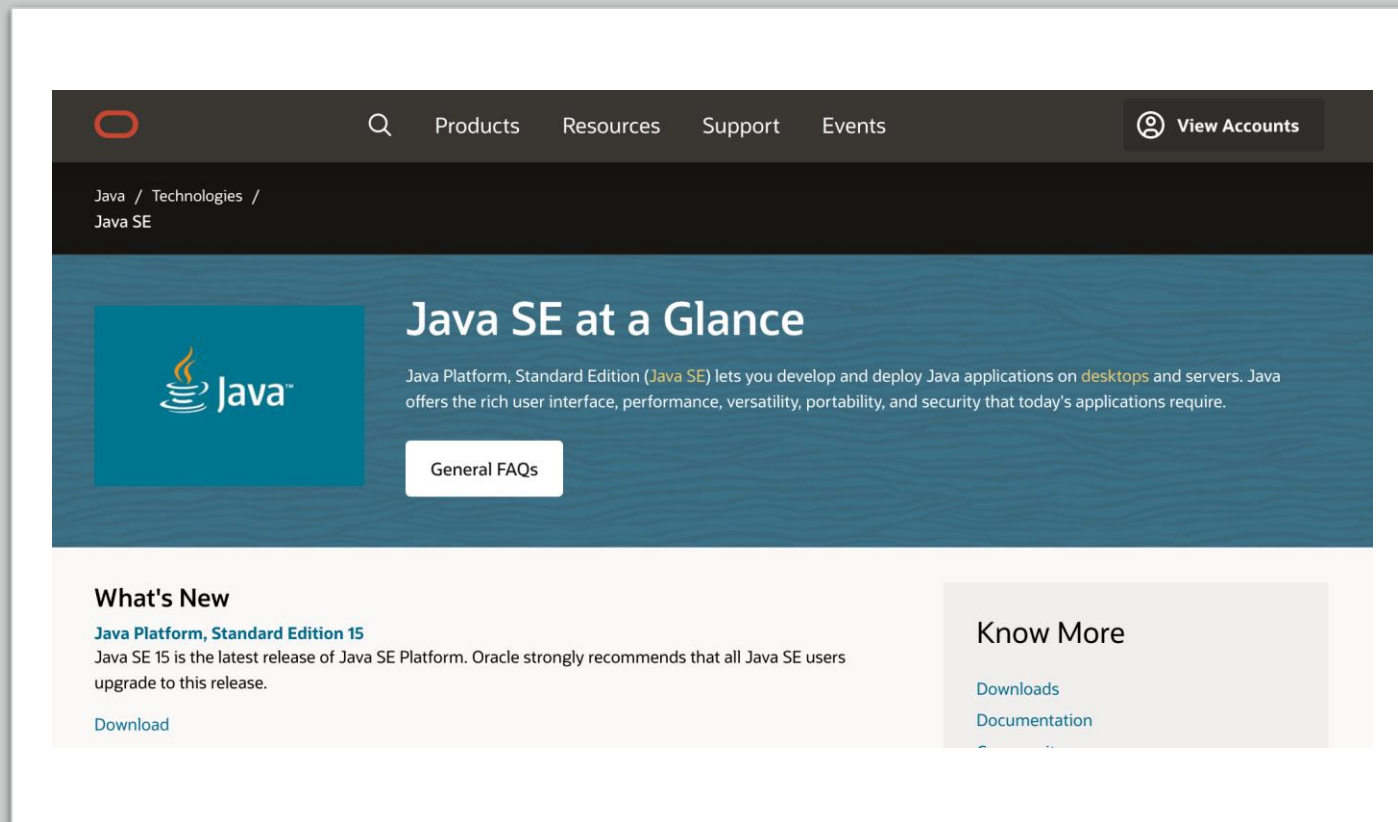 Products Resources Support Events View Accounts
Java / Technologies /
Java SE
Java™
Java SE at a Glance
Java Platform, Standard Edition (Java SE) lets you develop and deploy Java applications on desktops and servers. Java
offers the rich user interface, performance, versatility, portability, and security that today's applications require.
General FAQs
What's New
Java Platform, Standard Edition 15
Java SE 15 is the latest release of Java SE Platform. Oracle strongly recommends that all Java SE users
upgrade to this release.
Download
Know More
Downloads
Documentation